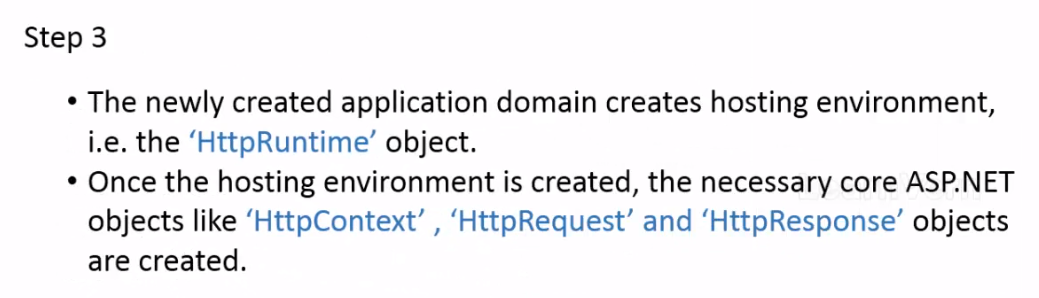 Step 3
• The newly created application domain creates hosting environment,
i.e. the ‘HttpRuntime’ object.
• Once the hosting environment is created, the necessary core ASP.NET
objects like ‘HttpContext’ , ‘HttpRequest’ and ‘HttpResponse’ objects
are created.